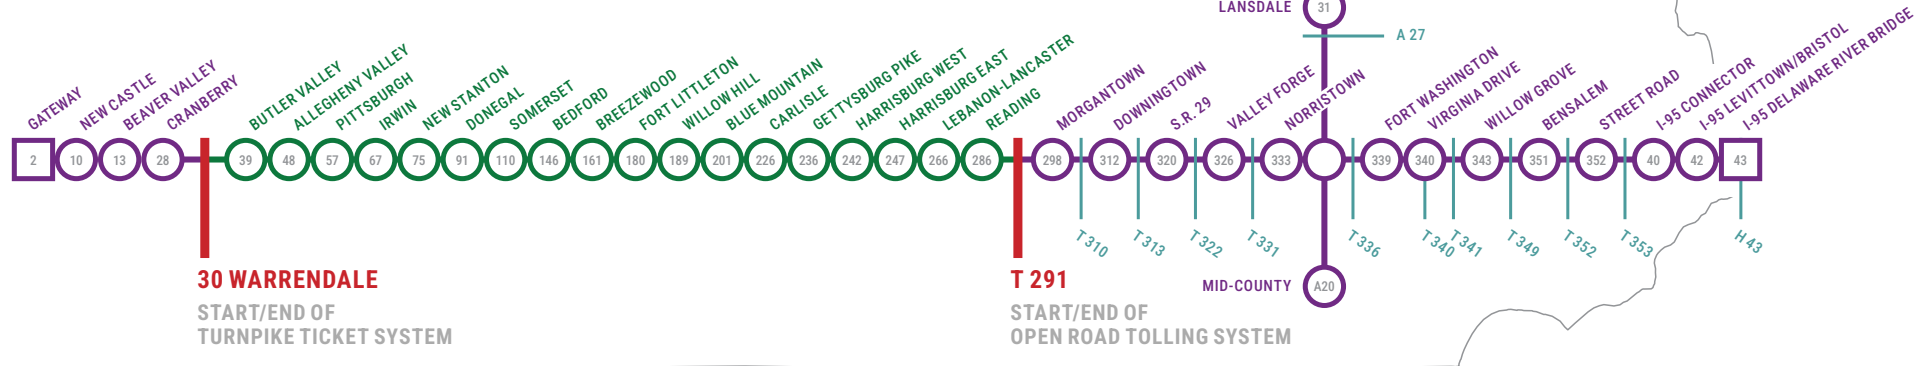 LANSDALE
31
A 27
GATEWAY
NEW CASTLE
BEAVER VALLEY
CRANBERRY
BUTLER VALLEY
ALLEGHENY VALLEY
PITTSBURGH
IRWIN
NEW STANTON
DONEGAL
SOMERSET
BEDFORD
BREEZEWOOD
FORT LITTLETON
WILLOW HILL
BLUE MOUNTAIN
CARLISLE
GETTYSBURG PIKE
HARRISBURG WEST
HARRISBURG EAST
LEBANON-LANCASTER
READING
MORGANTOWN
DOWNINGTOWN
S.R. 29
VALLEY FORGE
NORRISTOWN
FORT WASHINGTON
VIRGINIA DRIVE
WILLOW GROVE
BENSALEM
STREET ROAD
I-95 CONNECTOR
I-95 LEVITTOWN/BRISTOL
I-95 DELAWARE RIVER BRIDGE
2 10 13 28 39 48 57 67 75 91 110 146 161 180 189 201 226 236 242 247 266 286 298 312 320 326 333 339 340 343 351 352 40 42 43
T 310
T 313
T 322
T 331
T 336
T 340
T 341
T 349
T 352
T 353
H 43
30 WARRENDALE
START/END OF
TURNPIKE TICKET SYSTEM
T 291
START/END OF
OPEN ROAD TOLLING SYSTEM
MID-COUNTY
A20